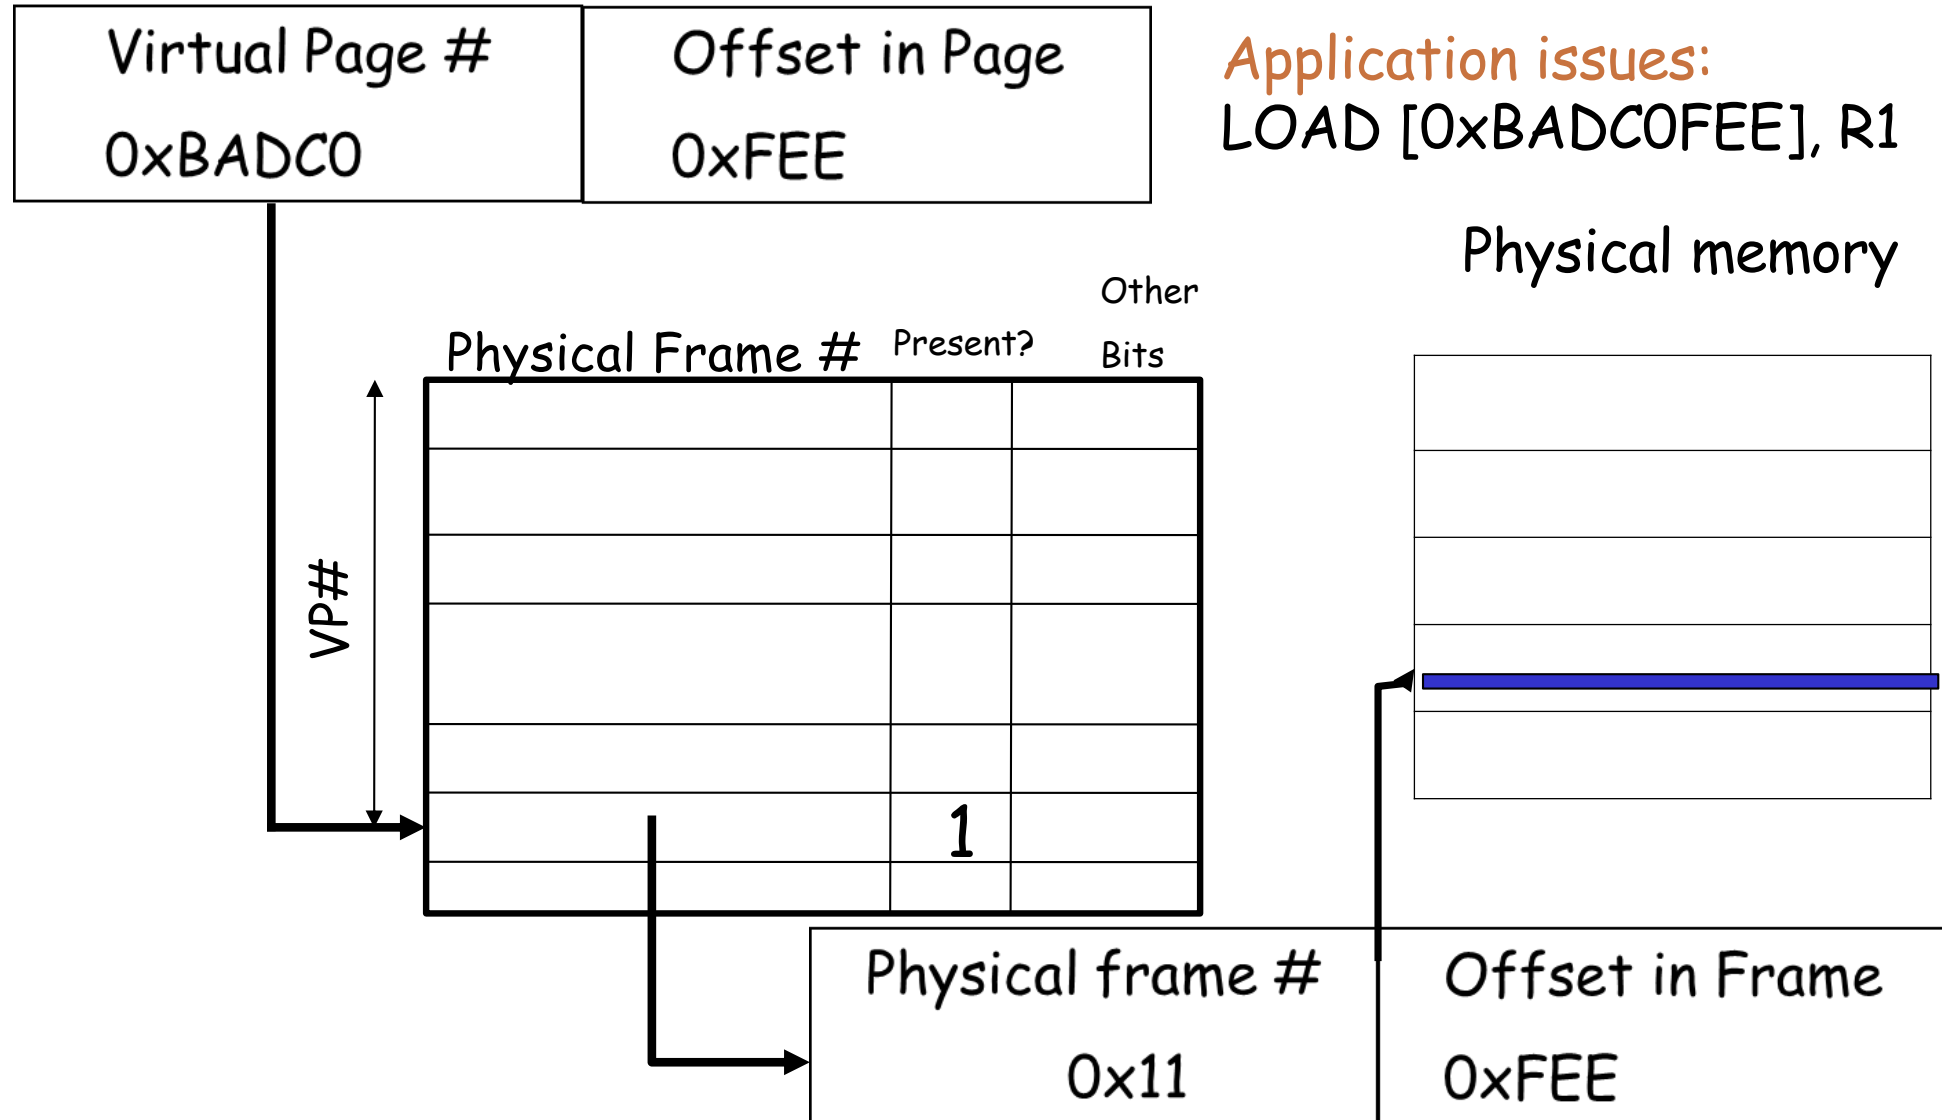 Virtual Page #
0xBADC0
Offset in Page
0xFEE
Application issues:
LOAD [0xBADC0FEE], R1
Physical memory
Physical Frame #
Present?
Other
Bits
VP#
1
Physical frame #
0x11
Offset in Frame
0xFEE